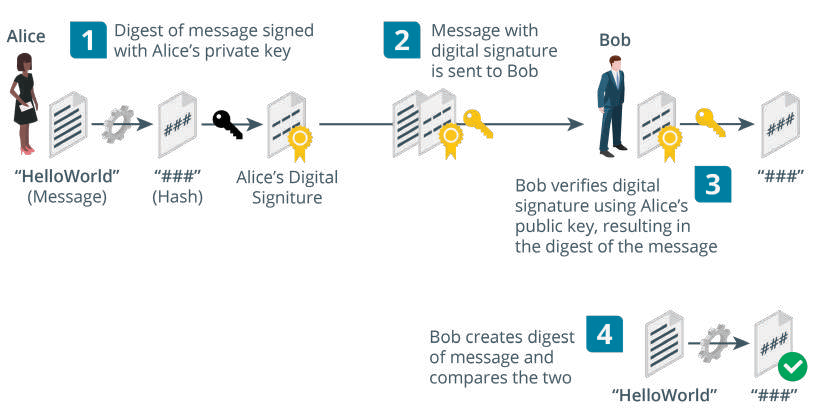 Alice
1
Digest of message signed
with Alice’s private key
2
Message with
digital signature
is sent to Bob
Bob
###
###
“HelloWorld”
(Message)
“###”
(Hash)
Alice’s Digital
Signiture
“###”
Bob verifies digital
signature using Alice’s
public key, resulting in
the digest of the message
3
Bob creates digest
of message and
compares the two
4
###
“HelloWorld”
“###”